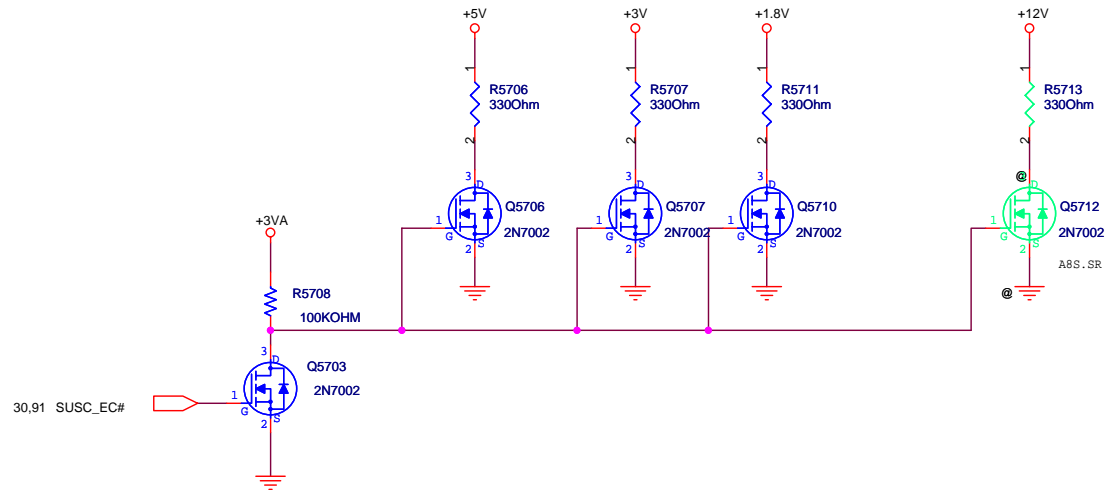 +5V +3V +1.8V +12V
1 1 1 1
R5706 R5707 R5711 R5713
330Ohm 330Ohm 330Ohm 330Ohm
2 2 2 2
@
3 D 3 D 3 D D
Q5706 Q5707 Q5710 Q5712
+3VA
1 1 1 1
G S G S G S G S
2N7002 2N7002 2N7002 2N7002
2 2 2 2
A8S.SR
@
R5708
100KOHM
3 D
Q5703
1
2N7002
30,91 SUSC_EC#
G S
2